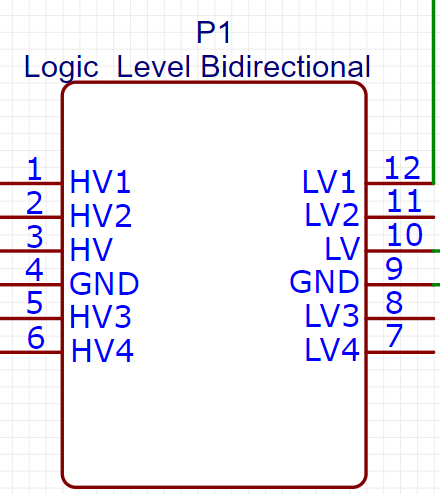 P1
Logic Level Bidirectional
1 HV1 LV1 12
2 HV2 LV2 11
3 HV LV 10
4 GND GND 9
5 HV3 LV3 8
6 HV4 LV4 7